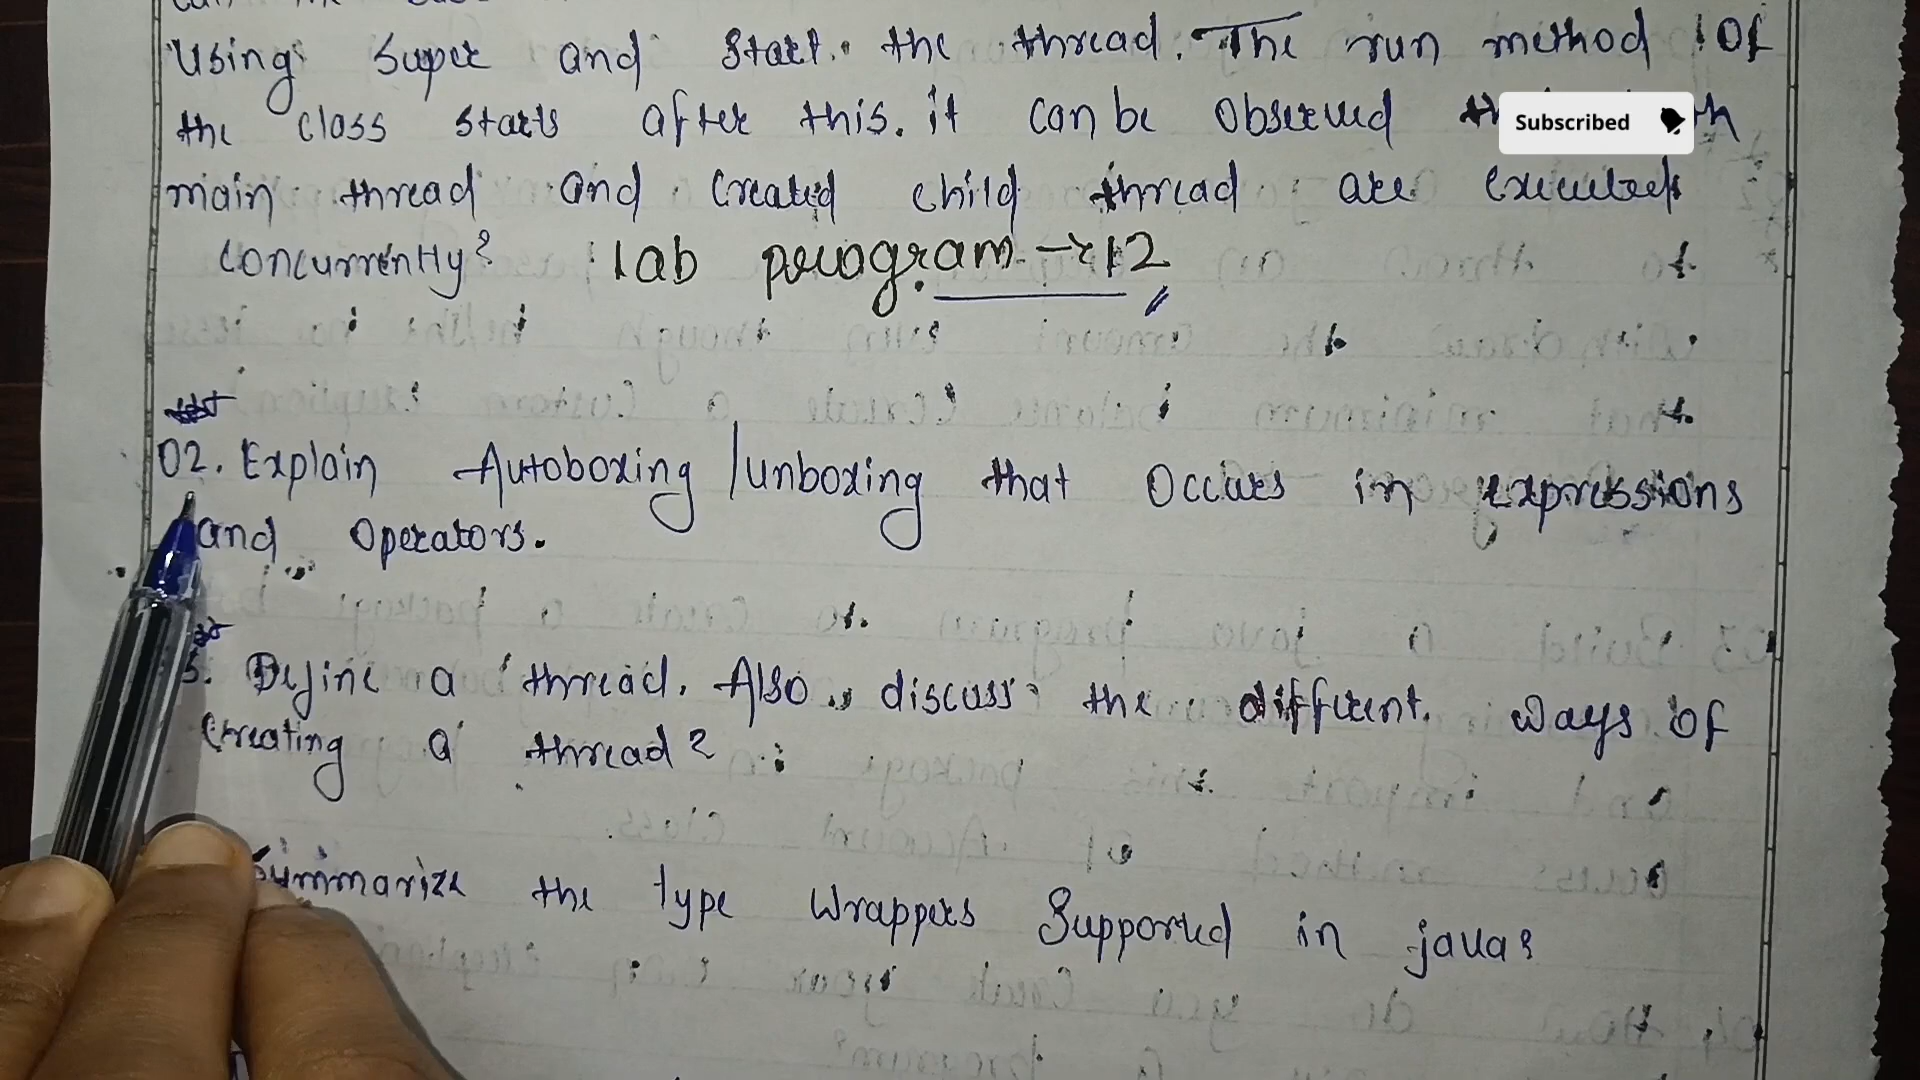 Using Super and Start. the thread. The run method of
the class starts after this. it can be observed
Subscribed
main thread and created child thread are executed
concurrently? lab program → 12
02. Explain Autoboxing /unboxing that occurs in expressions
and operators.
3. Define a thread. Also, discuss the different ways of
creating a thread?
Summarize the type wrappers supported in java?